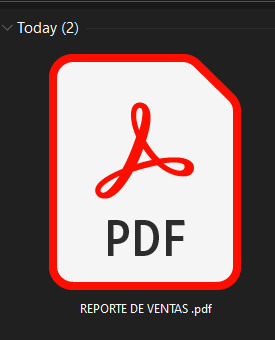 Today (2)
PDF
REPORTE DE VENTAS .pdf